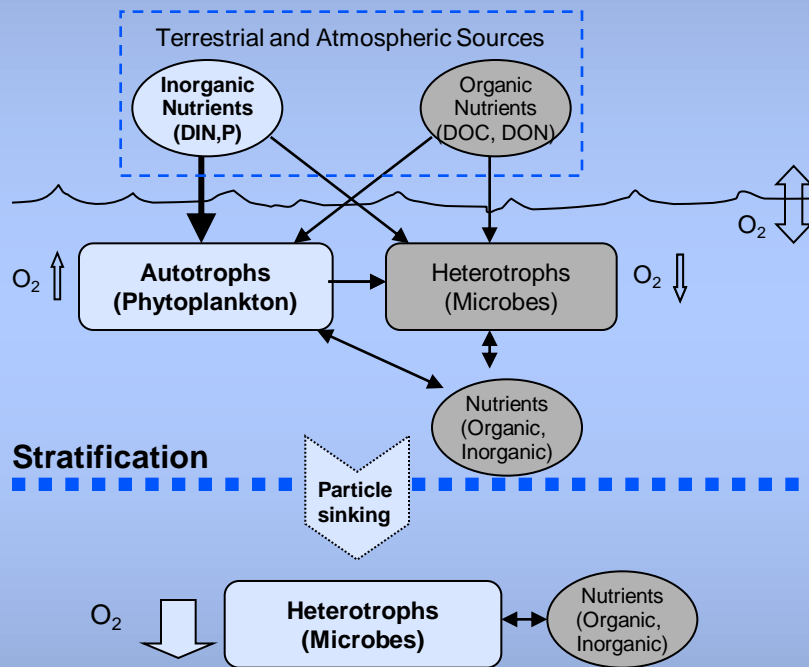 Terrestrial and Atmospheric Sources
Inorganic
Nutrients
(DIN,P)
Organic
Nutrients
(DOC, DON)
O₂
O₂
Autotrophs
(Phytoplankton)
Heterotrophs
(Microbes)
O₂
Nutrients
(Organic,
Inorganic)
Stratification
Particle
sinking
O₂
Heterotrophs
(Microbes)
Nutrients
(Organic,
Inorganic)